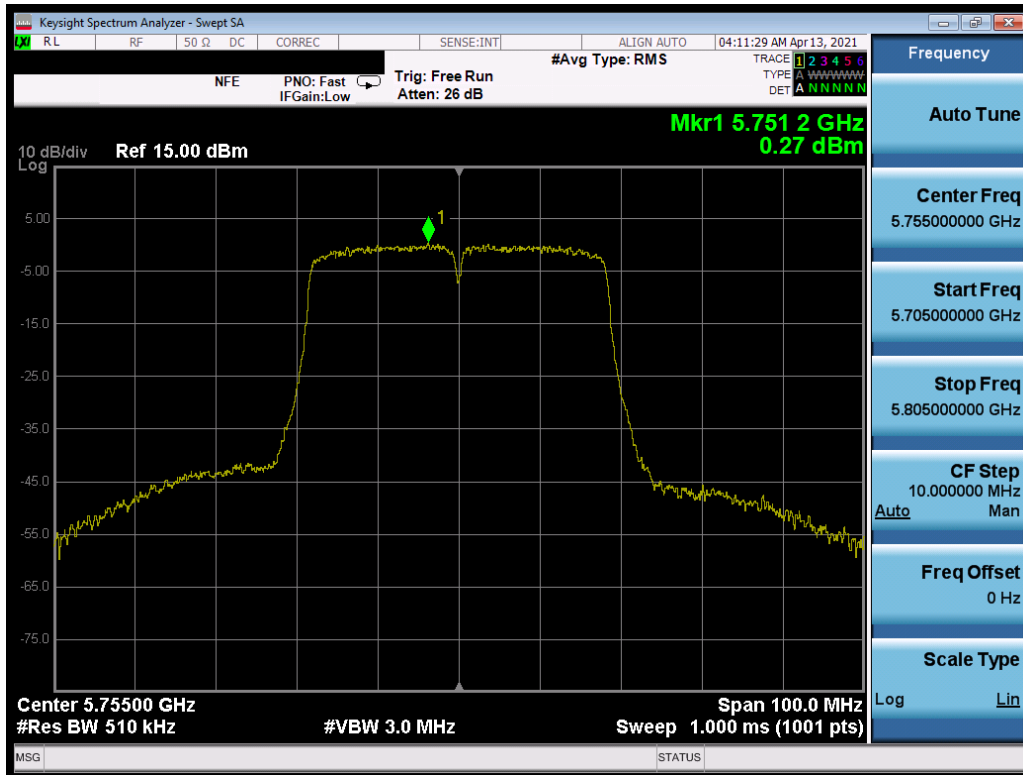 Keysight Spectrum Analyzer - Swept SA
LXI RL RF 50 Ω DC CORREC SENSE:INT ALIGN AUTO 04:11:29 AM Apr 13, 2021
#Avg Type: RMS
TRACE 1 2 3 4 5 6
NFE PNO: Fast Trig: Free Run TYPE A WWWWW
IFGain:Low Atten: 26 dB DET A N N N N N
Mkr1 5.751 2 GHz
0.27 dBm
10 dB/div Ref 15.00 dBm
Log
1
5.00
-5.00
-15.0
-25.0
-35.0
-45.0
-55.0
-65.0
-75.0
Center 5.75500 GHz Span 100.0 MHz
#Res BW 510 kHz #VBW 3.0 MHz Sweep 1.000 ms (1001 pts)
MSG STATUS
Frequency
Auto Tune
Center Freq
5.755000000 GHz
Start Freq
5.705000000 GHz
Stop Freq
5.805000000 GHz
CF Step
10.000000 MHz
Auto Man
Freq Offset
0 Hz
Scale Type
Log Lin